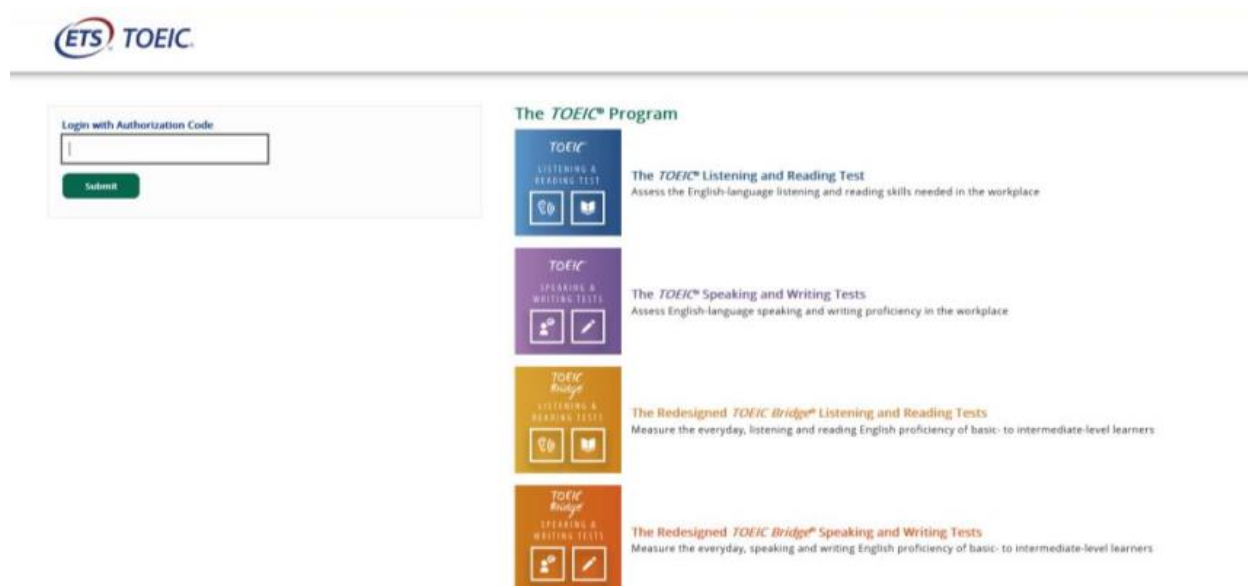 ETS TOEIC
Login with Authorization Code
Submit
The TOEIC® Program
TOEIC
LISTENING &
READING TEST
The TOEIC® Listening and Reading Test
Assess the English-language listening and reading skills needed in the workplace
TOEIC
SPEAKING &
WRITING TESTS
The TOEIC® Speaking and Writing Tests
Assess English-language speaking and writing proficiency in the workplace
TOEIC
Bridge
LISTENING &
READING TESTS
The Redesigned TOEIC Bridge® Listening and Reading Tests
Measure the everyday, listening and reading English proficiency of basic- to intermediate-level learners
TOEIC
Bridge
SPEAKING &
WRITING TESTS
The Redesigned TOEIC Bridge® Speaking and Writing Tests
Measure the everyday, speaking and writing English proficiency of basic- to intermediate-level learners